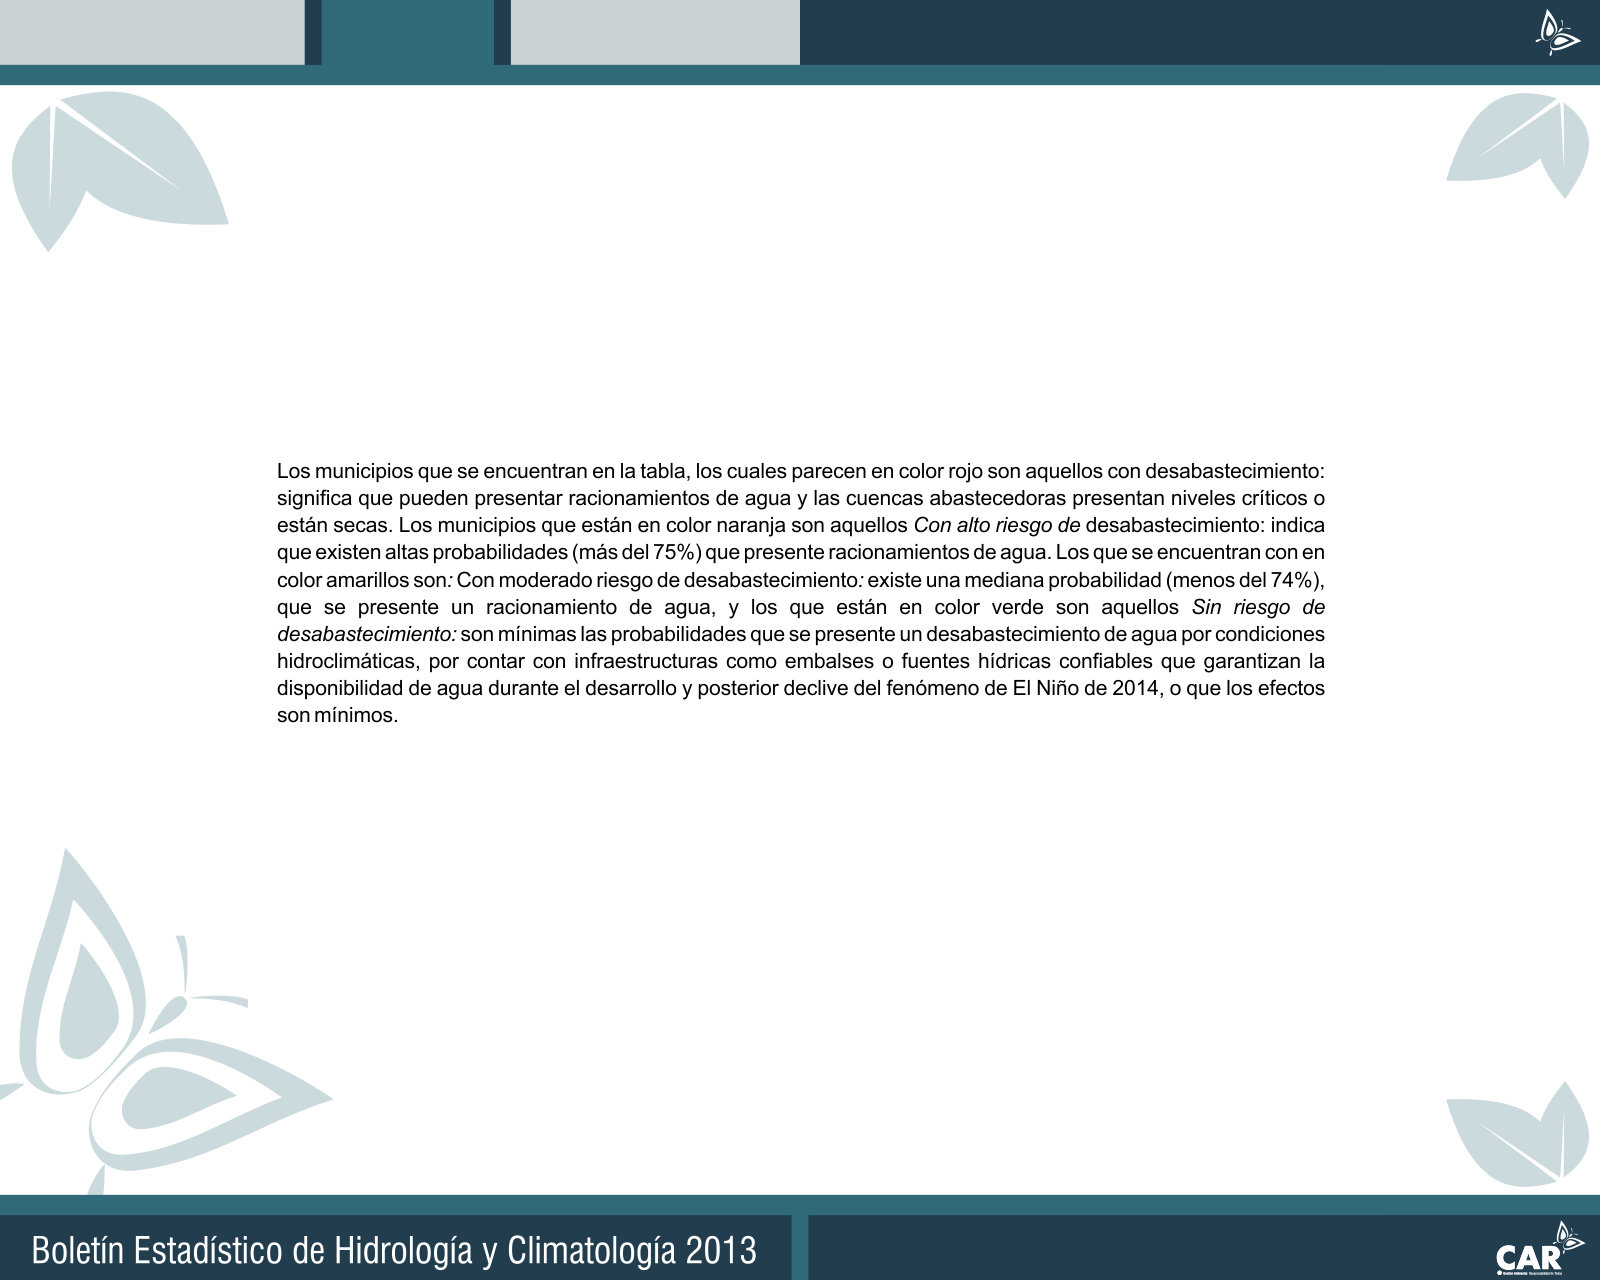 Los municipios que se encuentran en la tabla, los cuales parecen en color rojo son aquellos con desabastecimiento:
significa que pueden presentar racionamientos de agua y las cuencas abastecedoras presentan niveles críticos o
están secas. Los municipios que están en color naranja son aquellos Con alto riesgo de desabastecimiento: indica
que existen altas probabilidades (más del 75%) que presente racionamientos de agua. Los que se encuentran con en
color amarillos son: Con moderado riesgo de desabastecimiento: existe una mediana probabilidad (menos del 74%),
que se presente un racionamiento de agua, y los que están en color verde son aquellos Sin riesgo de
desabastecimiento: son mínimas las probabilidades que se presente un desabastecimiento de agua por condiciones
hidroclimáticas, por contar con infraestructuras como embalses o fuentes hídricas confiables que garantizan la
disponibilidad de agua durante el desarrollo y posterior declive del fenómeno de El Niño de 2014, o que los efectos
son mínimos.
Boletín Estadístico de Hidrología y Climatología 2013
CAR